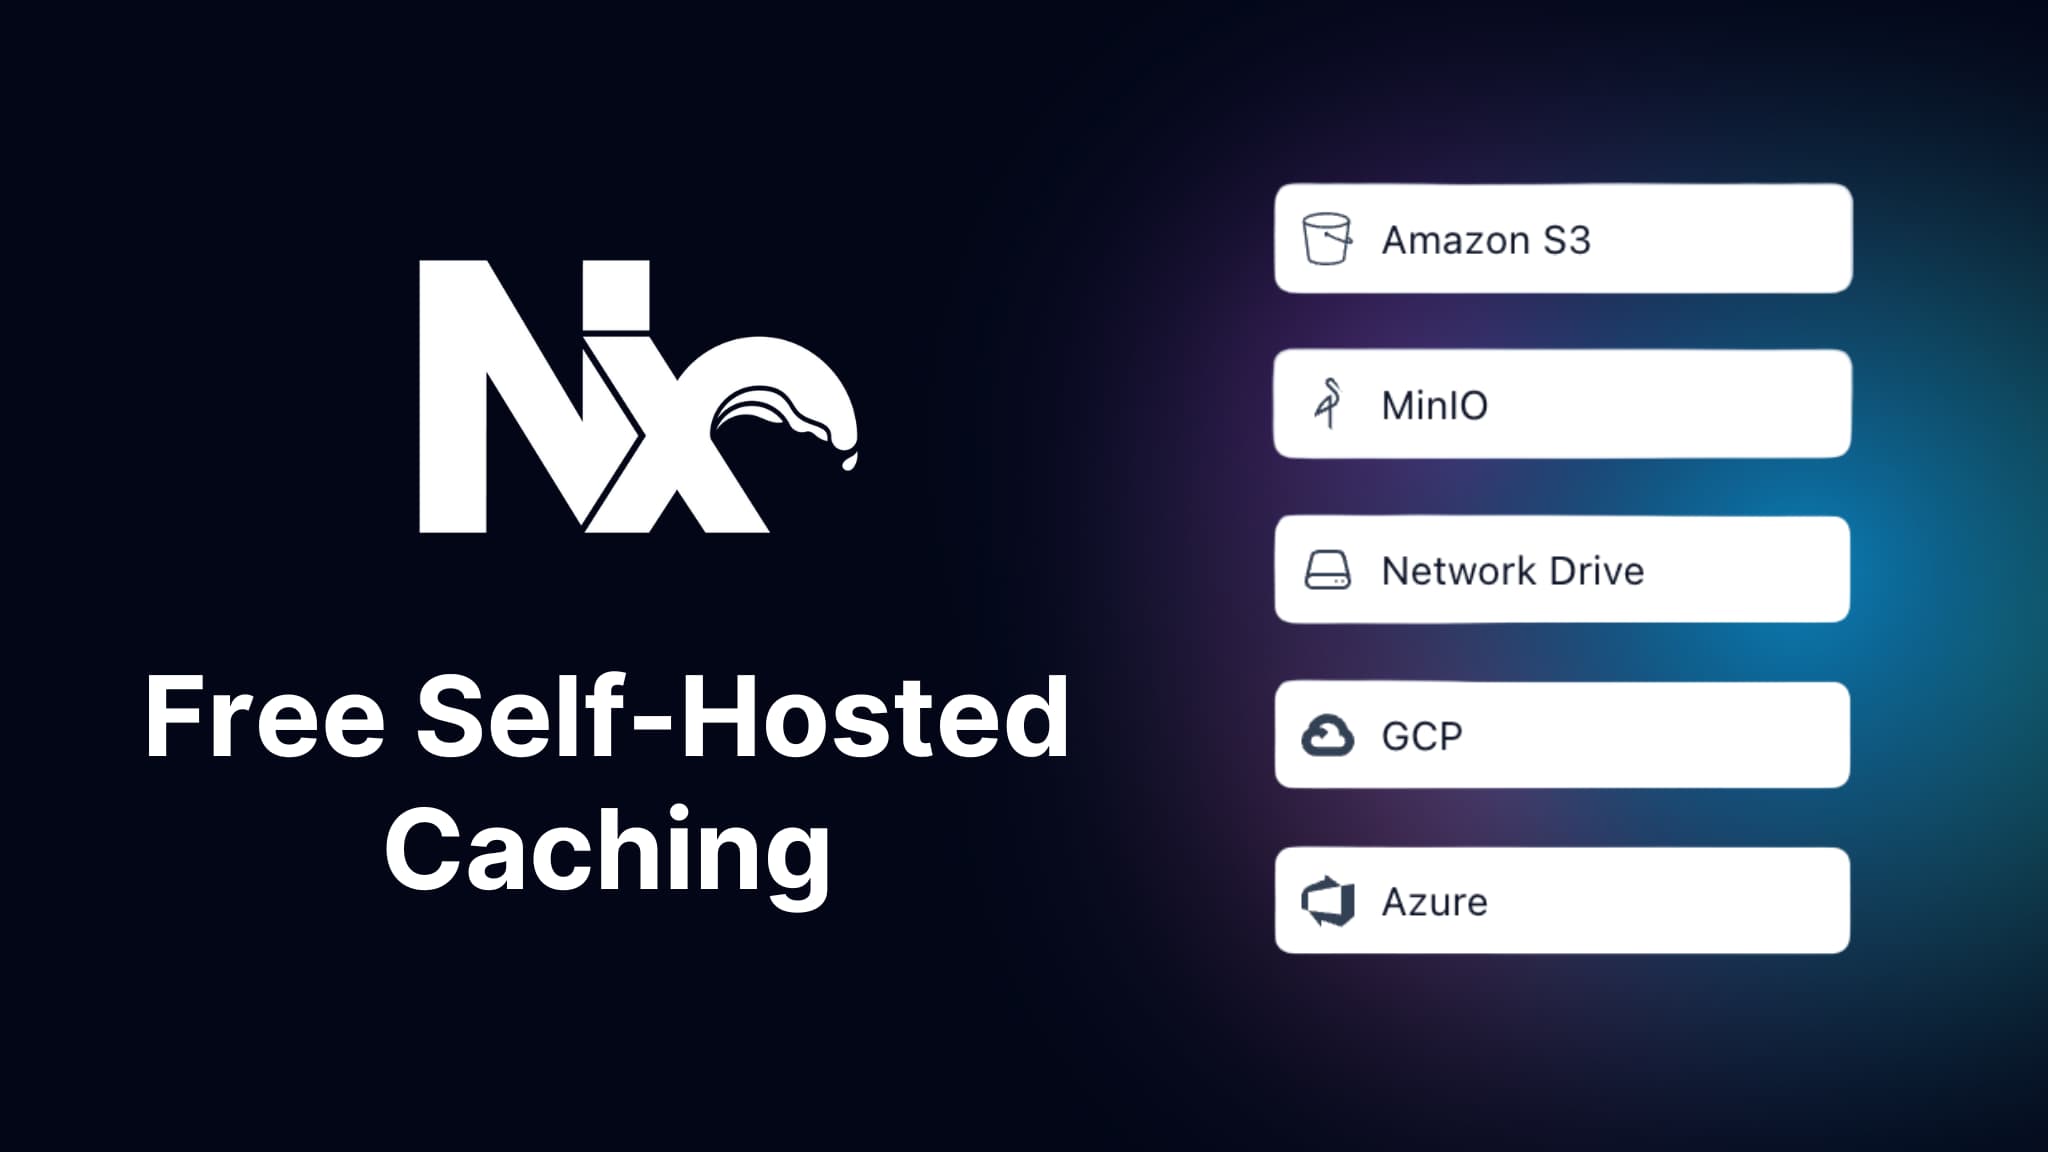 Nx
Free Self-Hosted
Caching
Amazon S3
MinIO
Network Drive
GCP
Azure